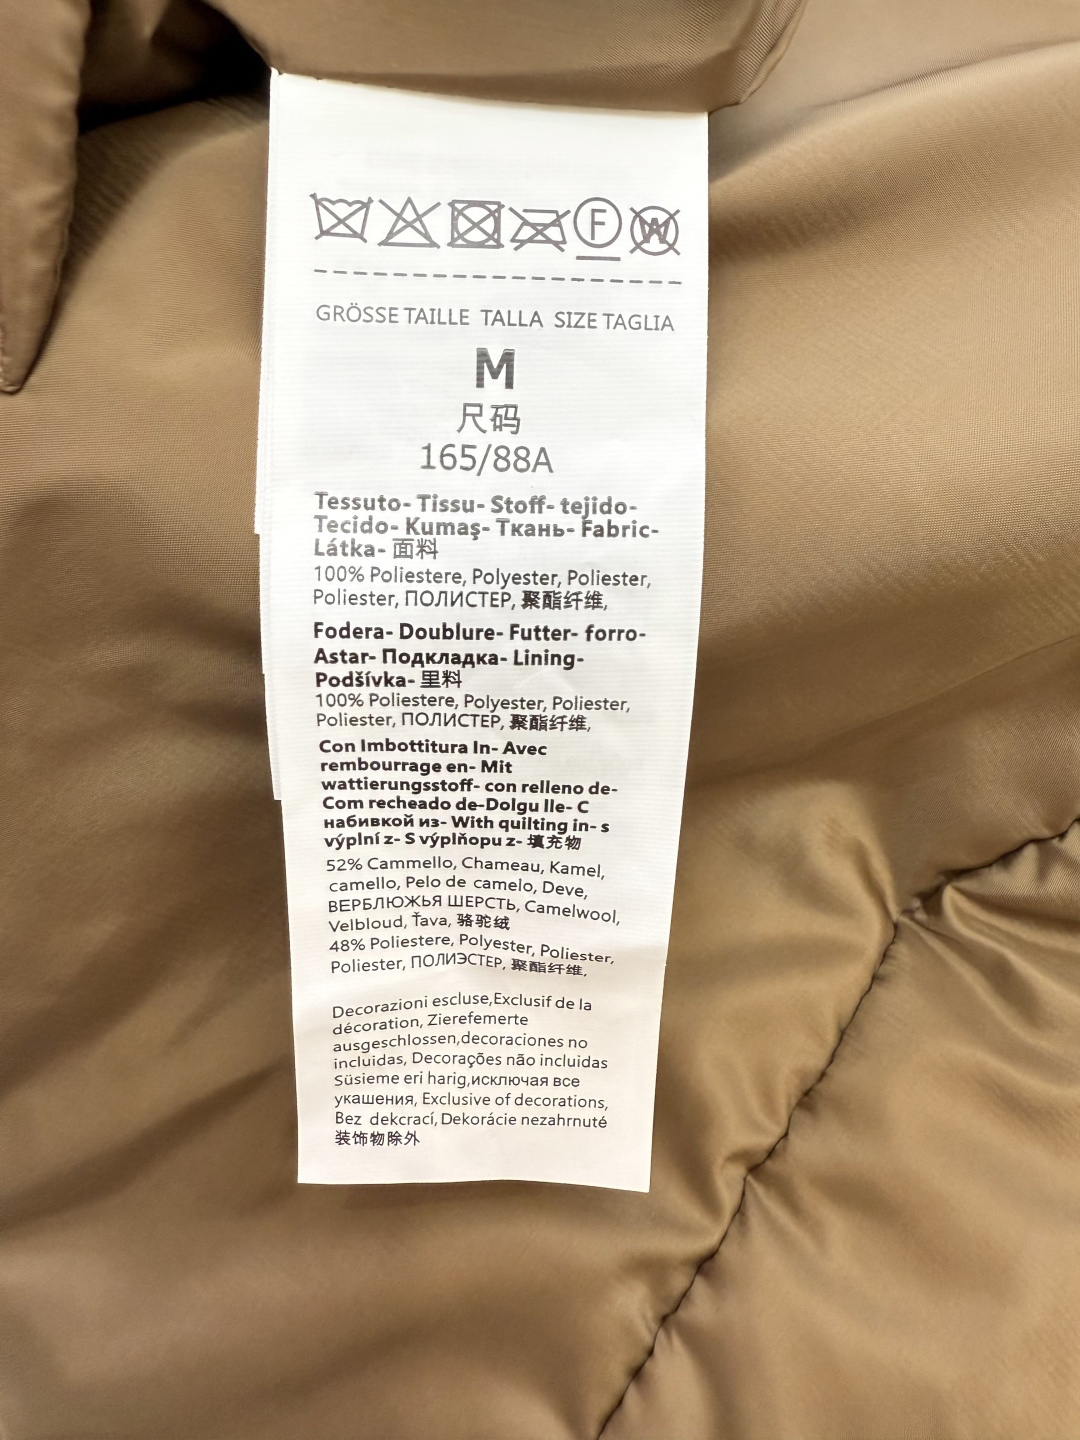 F W
GRÖSSE TAILLE TALLA SIZE TAGLIA
M
尺码
165/88A
Tessuto- Tissu- Stoff- tejido-
Tecido- Kumaş- Ткань- Fabric-
Látka- 面料
100% Poliestere, Polyester, Poliester,
Poliester, ПОЛИСТЕР, 聚酯纤维,
Fodera- Doublure- Futter- forro-
Astar- Подкладка- Lining-
Podšívka- 里料
100% Poliestere, Polyester, Poliester,
Poliester, ПОЛИСТЕР, 聚酯纤维,
Con Imbottitura In- Avec
rembourrage en- Mit
wattierungsstoff- con relleno de-
Com recheado de-Dolgu lle- C
набивкой из- With quilting in- s
výplní z- S výplňopu z- 填充物
52% Cammello, Chameau, Kamel,
camello, Pelo de camelo, Deve,
ВЕРБЛЮЖЬЯ ШЕРСТЬ, Camelwool,
Velbloud, Ťava, 骆驼绒
48% Poliestere, Polyester, Poliester,
Poliester, ПОЛИЭСТЕР, 聚酯纤维,
Decorazioni escluse,Exclusif de la
décoration, Zierefemerte
ausgeschlossen,decoraciones no
incluidas, Decorações não incluidas
Süsieme eri harig,исключая все
укашения, Exclusive of decorations,
Bez dekcrací, Dekorácie nezahrnuté
装饰物除外